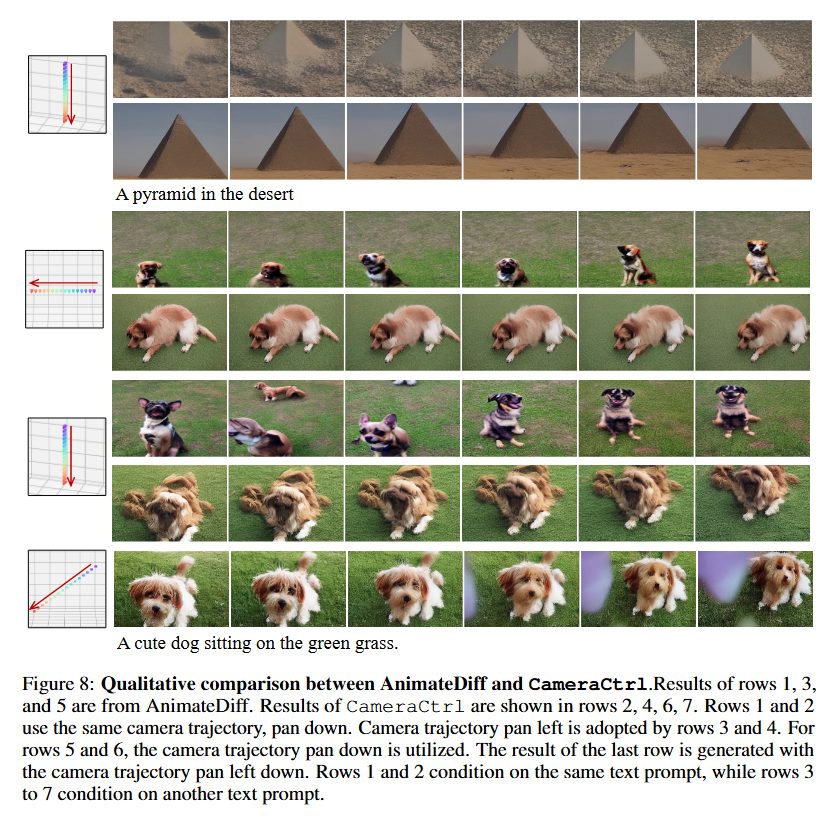 A pyramid in the desert
A cute dog sitting on the green grass.
Figure 8: Qualitative comparison between AnimateDiff and CameraCtrl.Results of rows 1, 3,
and 5 are from AnimateDiff. Results of CameraCtrl are shown in rows 2, 4, 6, 7. Rows 1 and 2
use the same camera trajectory, pan down. Camera trajectory pan left is adopted by rows 3 and 4. For
rows 5 and 6, the camera trajectory pan down is utilized. The result of the last row is generated with
the camera trajectory pan left down. Rows 1 and 2 condition on the same text prompt, while rows 3
to 7 condition on another text prompt.